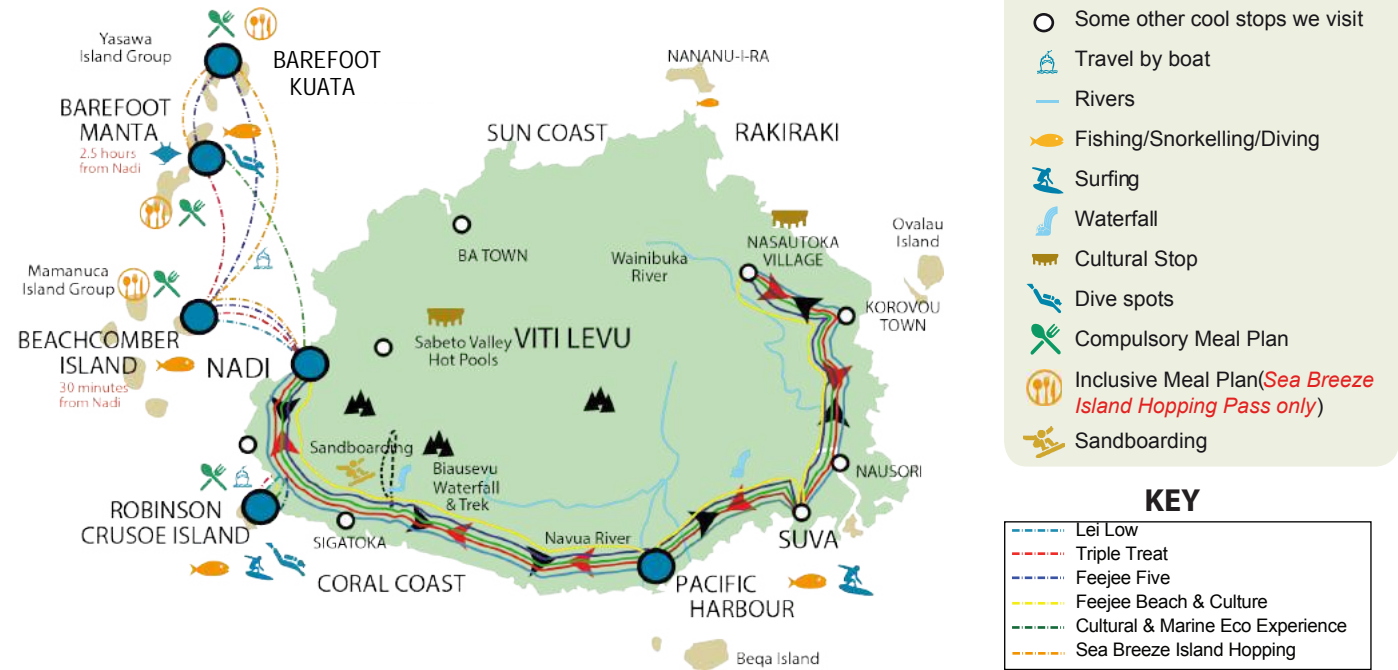 Yasawa
Island Group
BAREFOOT
KUATA
BAREFOOT
MANTA
2.5 hours
from Nadi
Mamanuca
Island Group
BEACHCOMBER
ISLAND
30 minutes
from Nadi
NADI
ROBINSON
CRUSOE ISLAND
NANANU-I-RA
SUN COAST
RAKIRAKI
BA TOWN
Wainibuka
River
NASAUTOKA
VILLAGE
Ovalau
Island
KOROVOU
TOWN
Sabeto Valley
Hot Pools
VITI LEVU
Sandboarding
Biausevu
Waterfall
& Trek
NAUSORI
SIGATOKA
Navua River
SUVA
CORAL COAST
PACIFIC
HARBOUR
Beqa Island
Some other cool stops we visit
Travel by boat
Rivers
Fishing/Snorkelling/Diving
Surfing
Waterfall
Cultural Stop
Dive spots
Compulsory Meal Plan
Inclusive Meal Plan(Sea Breeze
Island Hopping Pass only)
Sandboarding
KEY
Lei Low
Triple Treat
Feejee Five
Feejee Beach & Culture
Cultural & Marine Eco Experience
Sea Breeze Island Hopping